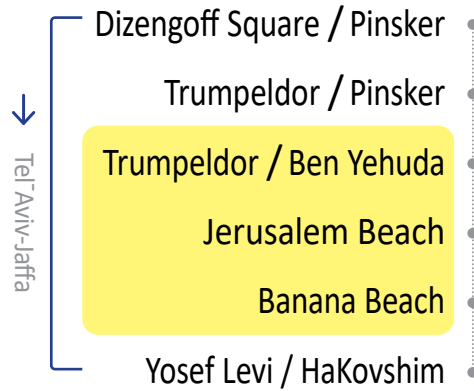 Dizengoff Square / Pinsker
Trumpeldor / Pinsker
Trumpeldor / Ben Yehuda
Jerusalem Beach
Banana Beach
Yosef Levi / HaKovshim
Tel-Aviv-Jaffa